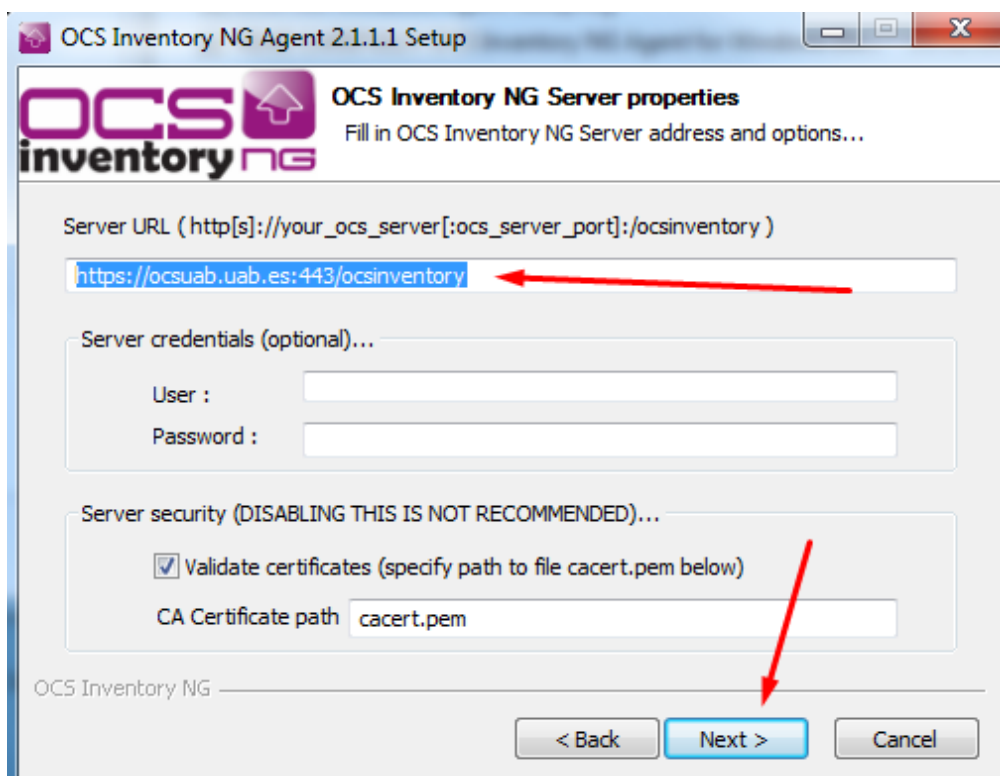 OCS Inventory NG Agent 2.1.1.1 Setup
OCS
inventory NG
OCS Inventory NG Server properties
Fill in OCS Inventory NG Server address and options...
Server URL ( http[s]://your_ocs_server[:ocs_server_port]:/ocsinventory )
https://ocsuab.uab.es:443/ocsinventory
Server credentials (optional)...
User :
Password :
Server security (DISABLING THIS IS NOT RECOMMENDED)...
Validate certificates (specify path to file cacert.pem below)
CA Certificate path cacert.pem
OCS Inventory NG
< Back Next > Cancel